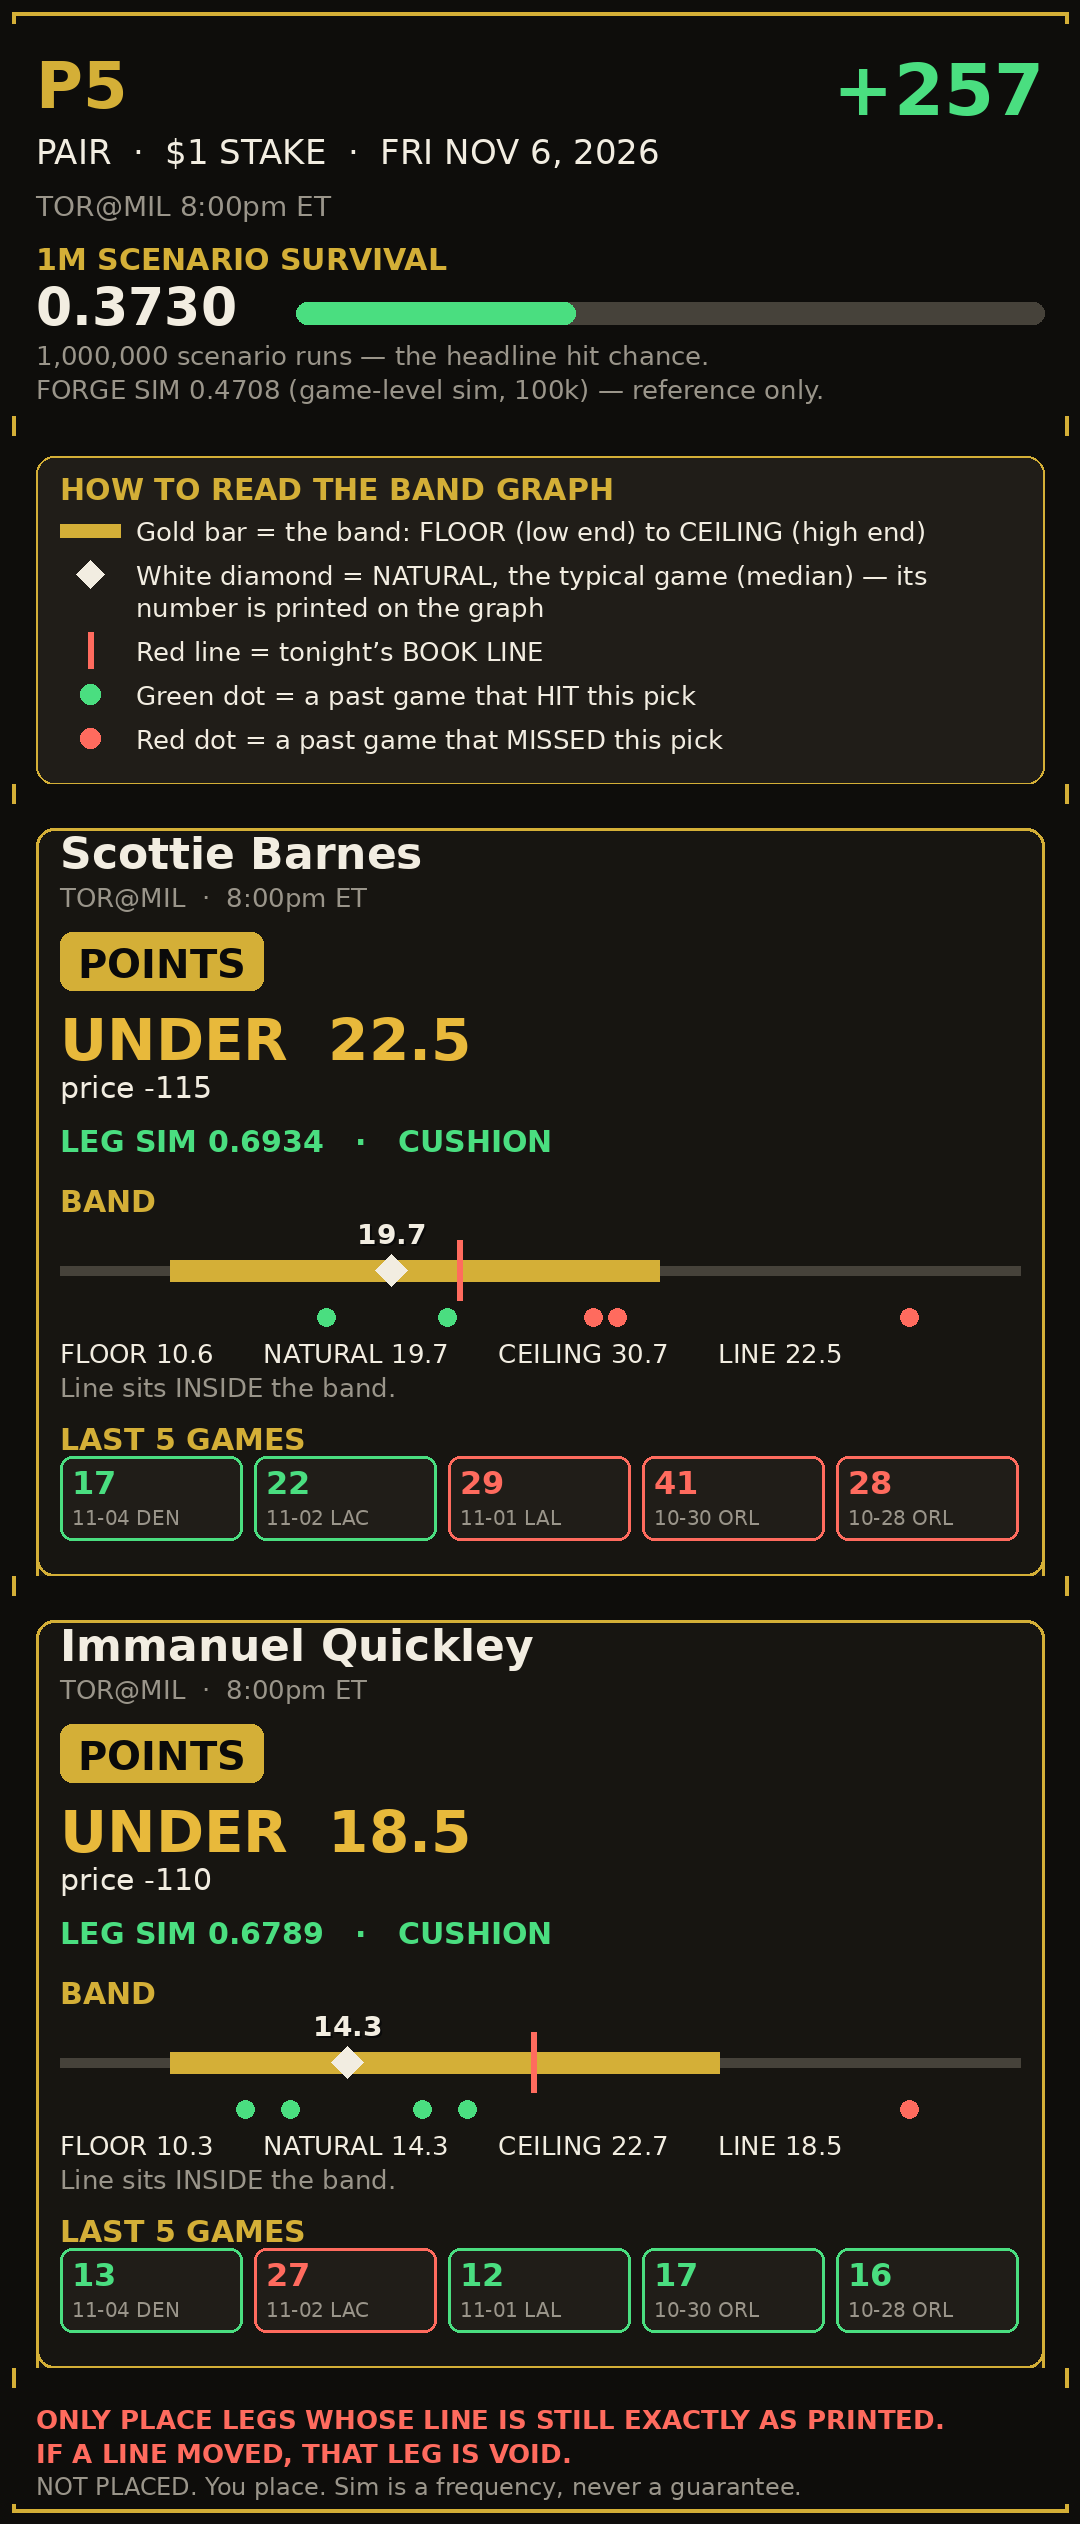 P5
+257
PAIR · $1 STAKE · FRI NOV 6, 2026
TOR@MIL 8:00pm ET
1M SCENARIO SURVIVAL
0.3730
1,000,000 scenario runs — the headline hit chance.
FORGE SIM 0.4708 (game-level sim, 100k) — reference only.
HOW TO READ THE BAND GRAPH
Gold bar = the band: FLOOR (low end) to CEILING (high end)
White diamond = NATURAL, the typical game (median) — its
number is printed on the graph
Red line = tonight’s BOOK LINE
Green dot = a past game that HIT this pick
Red dot = a past game that MISSED this pick
Scottie Barnes
TOR@MIL · 8:00pm ET
POINTS
UNDER 22.5
price -115
LEG SIM 0.6934 · CUSHION
BAND
19.7
FLOOR 10.6 NATURAL 19.7 CEILING 30.7 LINE 22.5
Line sits INSIDE the band.
LAST 5 GAMES
17 22 29 41 28
11-04 DEN 11-02 LAC 11-01 LAL 10-30 ORL 10-28 ORL
Immanuel Quickley
TOR@MIL · 8:00pm ET
POINTS
UNDER 18.5
price -110
LEG SIM 0.6789 · CUSHION
BAND
14.3
FLOOR 10.3 NATURAL 14.3 CEILING 22.7 LINE 18.5
Line sits INSIDE the band.
LAST 5 GAMES
13 27 12 17 16
11-04 DEN 11-02 LAC 11-01 LAL 10-30 ORL 10-28 ORL
ONLY PLACE LEGS WHOSE LINE IS STILL EXACTLY AS PRINTED.
IF A LINE MOVED, THAT LEG IS VOID.
NOT PLACED. You place. Sim is a frequency, never a guarantee.